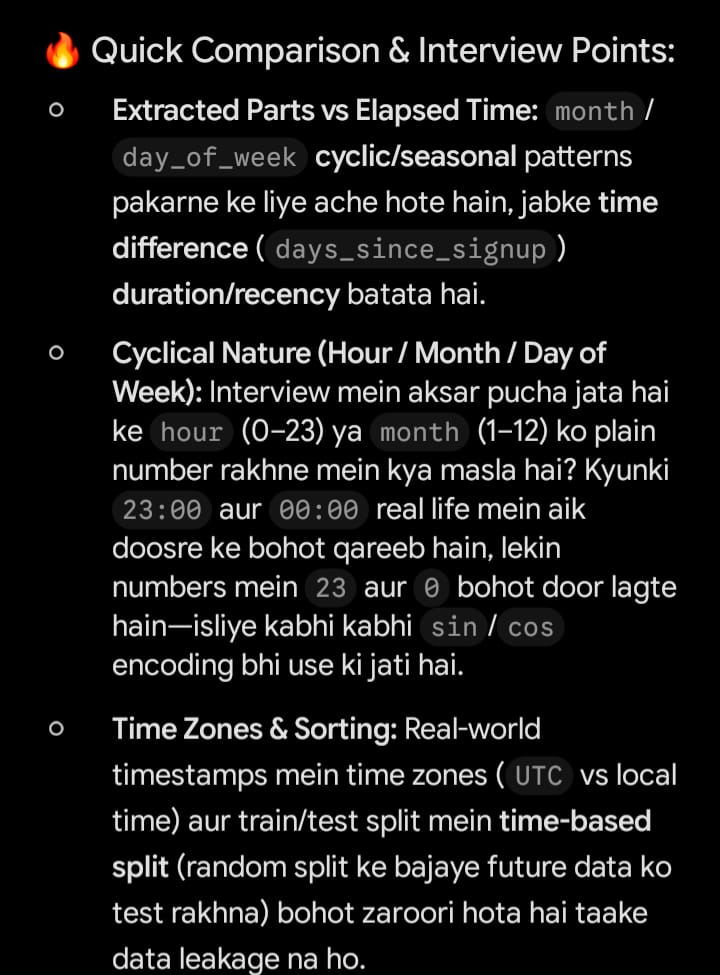 🔥 Quick Comparison & Interview Points:
Extracted Parts vs Elapsed Time: month /
day_of_week cyclic/seasonal patterns
pakarne ke liye ache hote hain, jabke time
difference ( days_since_signup )
duration/recency batata hai.
Cyclical Nature (Hour / Month / Day of
Week): Interview mein aksar pucha jata hai
ke hour (0–23) ya month (1–12) ko plain
number rakhne mein kya masla hai? Kyunki
23:00 aur 00:00 real life mein aik
doosre ke bohot qareeb hain, lekin
numbers mein 23 aur 0 bohot door lagte
hain—isliye kabhi kabhi sin / cos
encoding bhi use ki jati hai.
Time Zones & Sorting: Real-world
timestamps mein time zones ( UTC vs local
time) aur train/test split mein time-based
split (random split ke bajaye future data ko
test rakhna) bohot zaroori hota hai taake
data leakage na ho.